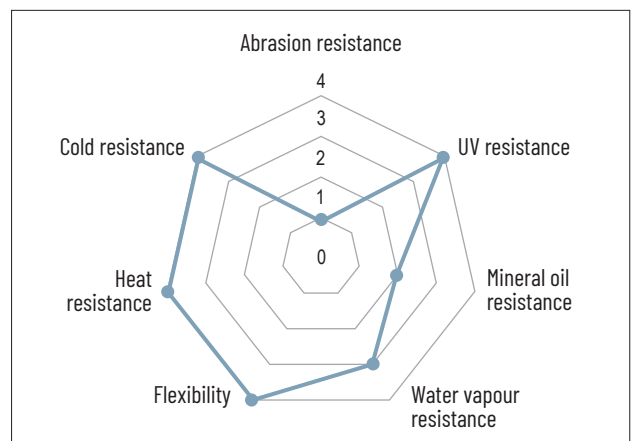 Abrasion resistance
4
3
2
1
0
Cold resistance
UV resistance
Heat
resistance
Mineral oil
resistance
Flexibility
Water vapour
resistance